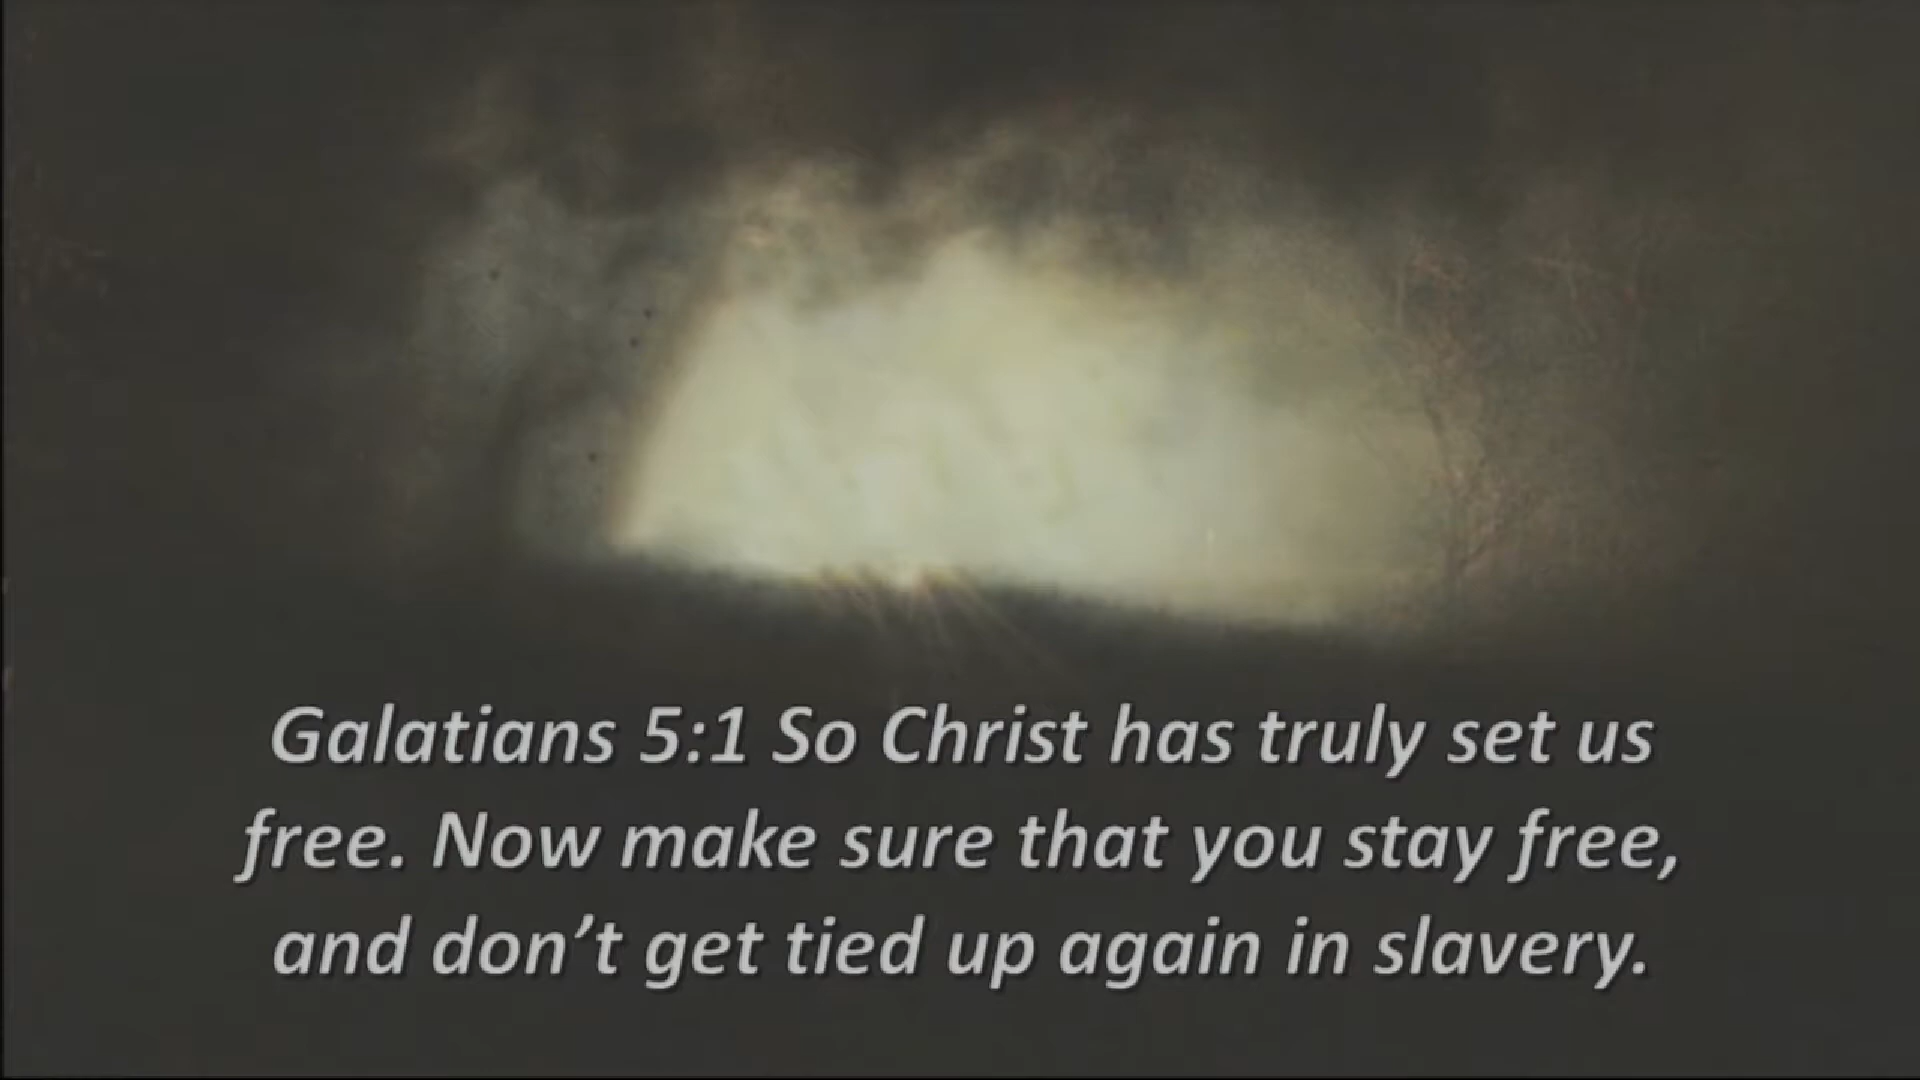 Galatians 5:1 So Christ has truly set us
free. Now make sure that you stay free,
and don’t get tied up again in slavery.